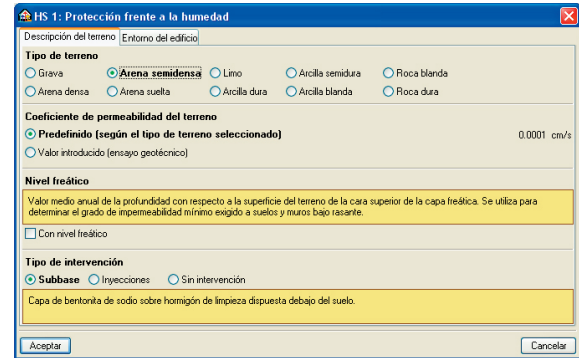 HS 1: Protección frente a la humedad
Descripción del terreno Entorno del edificio
Tipo de terreno
Grava Arena semidensa Limo Arcilla semidura Roca blanda
Arena densa Arena suelta Arcilla dura Arcilla blanda Roca dura
Coeficiente de permeabilidad del terreno
Predefinido (según el tipo de terreno seleccionado) 0.0001 cm/s
Valor introducido (ensayo geotécnico)
Nivel freático
Valor medio anual de la profundidad con respecto a la superficie del terreno de la cara superior de la capa freática. Se utiliza para
determinar el grado de impermeabilidad mínimo exigido a suelos y muros bajo rasante.
Con nivel freático
Tipo de intervención
Subbase Inyecciones Sin intervención
Capa de bentonita de sodio sobre hormigón de limpieza dispuesta debajo del suelo.
Aceptar Cancelar